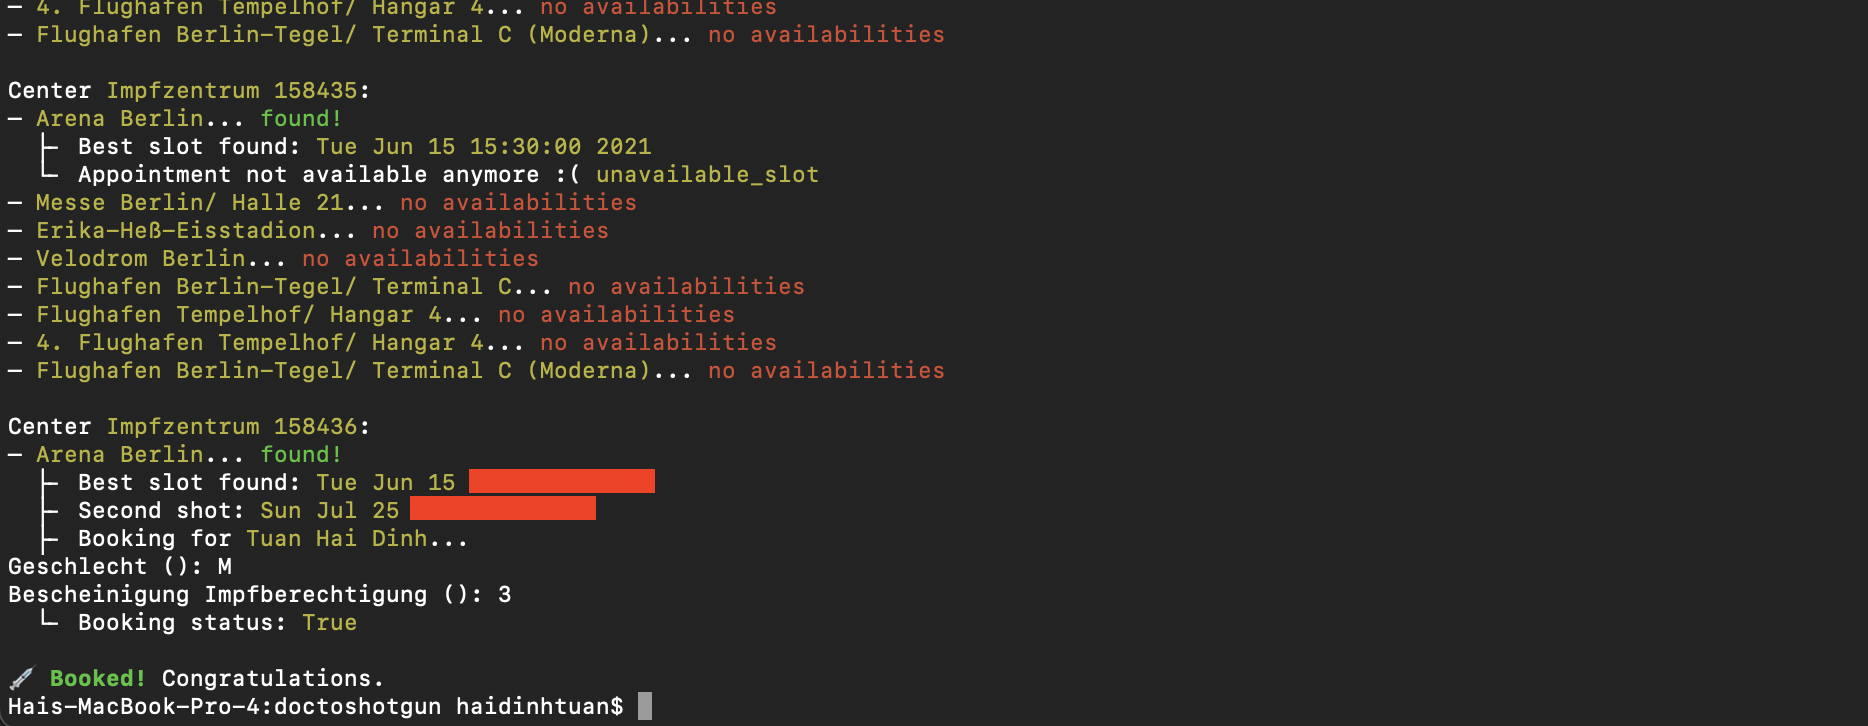 — 4. Flughafen Tempelhof/ Hangar 4... no availabilities
— Flughafen Berlin-Tegel/ Terminal C (Moderna)... no availabilities
Center Impfzentrum 158435:
— Arena Berlin... found!
├╴ Best slot found: Tue Jun 15 15:30:00 2021
└╴ Appointment not available anymore :( unavailable_slot
— Messe Berlin/ Halle 21... no availabilities
— Erika-Heß-Eisstadion... no availabilities
— Velodrom Berlin... no availabilities
— Flughafen Berlin-Tegel/ Terminal C... no availabilities
— Flughafen Tempelhof/ Hangar 4... no availabilities
— 4. Flughafen Tempelhof/ Hangar 4... no availabilities
— Flughafen Berlin-Tegel/ Terminal C (Moderna)... no availabilities
Center Impfzentrum 158436:
— Arena Berlin... found!
├╴ Best slot found: Tue Jun 15
├╴ Second shot: Sun Jul 25
├╴ Booking for Tuan Hai Dinh...
Geschlecht (): M
Bescheinigung Impfberechtigung (): 3
└╴ Booking status: True
💉 Booked! Congratulations.
Hais-MacBook-Pro-4:doctoshotgun haidinhtuan$